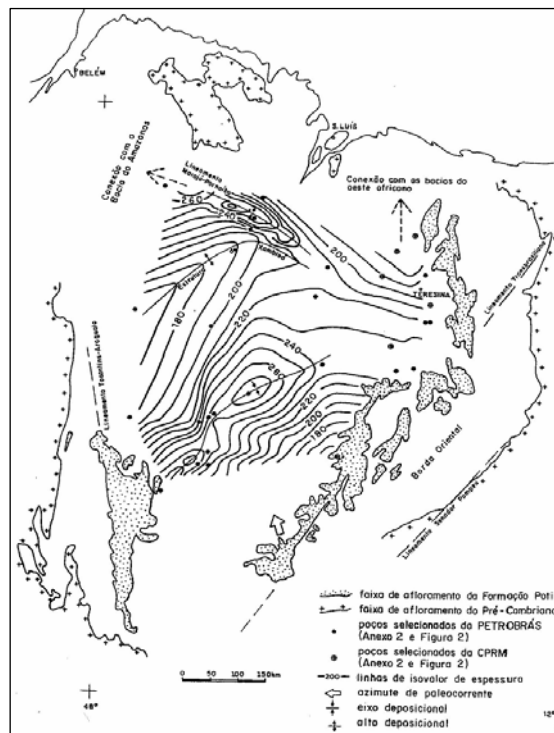 BELÉM
S. LUÍS
Conexão com a
Bacia do Amazonas
Lineamento
Marajó-Parnaíba
Conexão com as bacias do
oeste africano
260
240
200
Lineamento Transbrasiliano
180
200
220
TERESINA
240
260
220
200
180
Lineamento Tocantins-Araguaia
Borda Oriental
Lineamento Senador Pompeu
faixa de afloramento da Formação Poti
faixa de afloramento do Pré-Cambriano
poços selecionados da PETROBRÁS
(Anexo 2 e Figura 2)
poços selecionados da CPRM
(Anexo 2 e Figura 2)
200 linhas de isovalor de espessura
azimute de paleocorrente
eixo deposicional
alto deposicional
0 50 100 150km
48°
12°